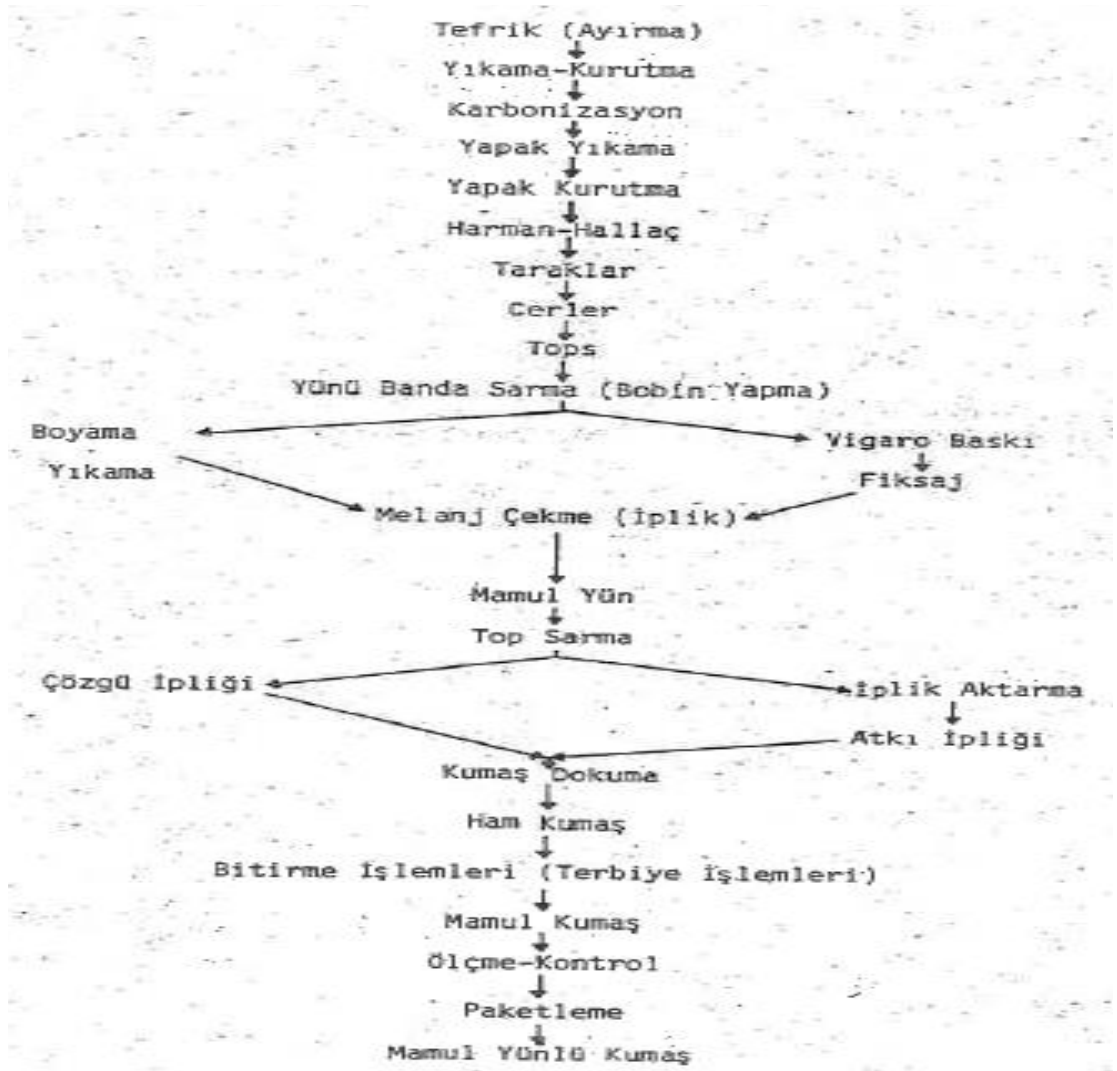 Tefrik (Ayırma)
Yıkama-Kurutma
Karbonizasyon
Yapak Yıkama
Yapak Kurutma
Harman-Hallaç
Taraklar
Cerler
Tops
Yünü Banda Sarma (Bobin Yapma)
Boyama
Vigaro Baskı
Yıkama
Fiksaj
Melanj Çekme (İplik)
Mamul Yün
Top Sarma
Çözgü İpliği
İplik Aktarma
Atkı İpliği
Kumaş Dokuma
Ham Kumaş
Bitirme İşlemleri (Terbiye İşlemleri)
Mamul Kumaş
Ölçme-Kontrol
Paketleme
Mamul Yünlü Kumaş